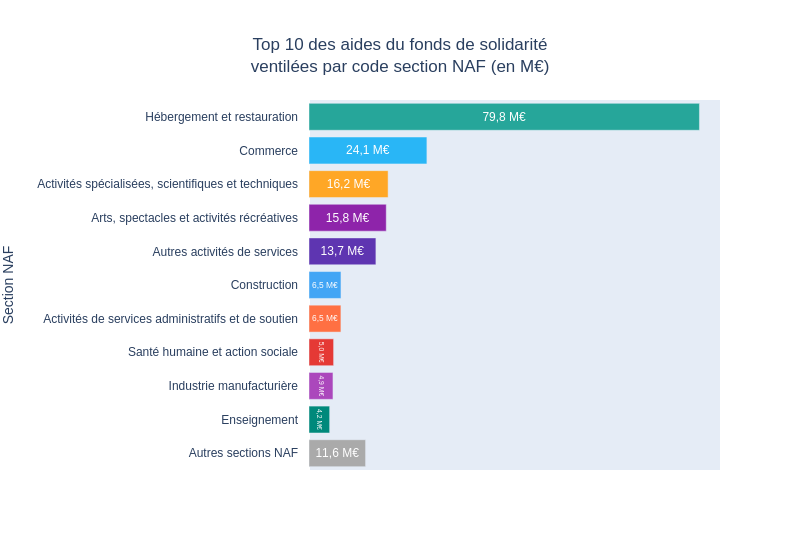 Top 10 des aides du fonds de solidarité
ventilées par code section NAF (en M€)
Section NAF
Hébergement et restauration 79,8 M€
Commerce 24,1 M€
Activités spécialisées, scientifiques et techniques 16,2 M€
Arts, spectacles et activités récréatives 15,8 M€
Autres activités de services 13,7 M€
Construction 6,5 M€
Activités de services administratifs et de soutien 6,5 M€
Santé humaine et action sociale 5,0 M€
Industrie manufacturière 4,9 M€
Enseignement 4,2 M€
Autres sections NAF 11,6 M€